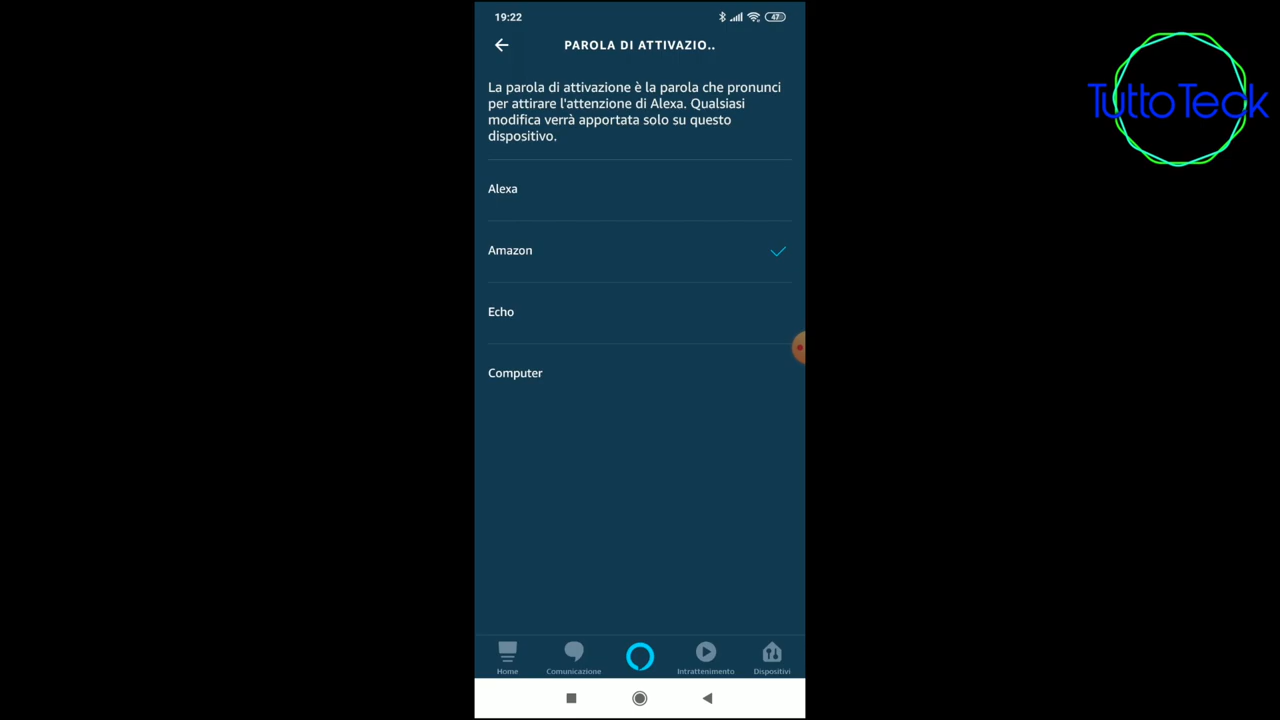 19:22
47
PAROLA DI ATTIVAZIO..
La parola di attivazione è la parola che pronunci
per attirare l'attenzione di Alexa. Qualsiasi
modifica verrà apportata solo su questo
dispositivo.
Alexa
Amazon
Echo
Computer
Home
Comunicazione
Intrattenimento
Dispositivi
TuttoTeck